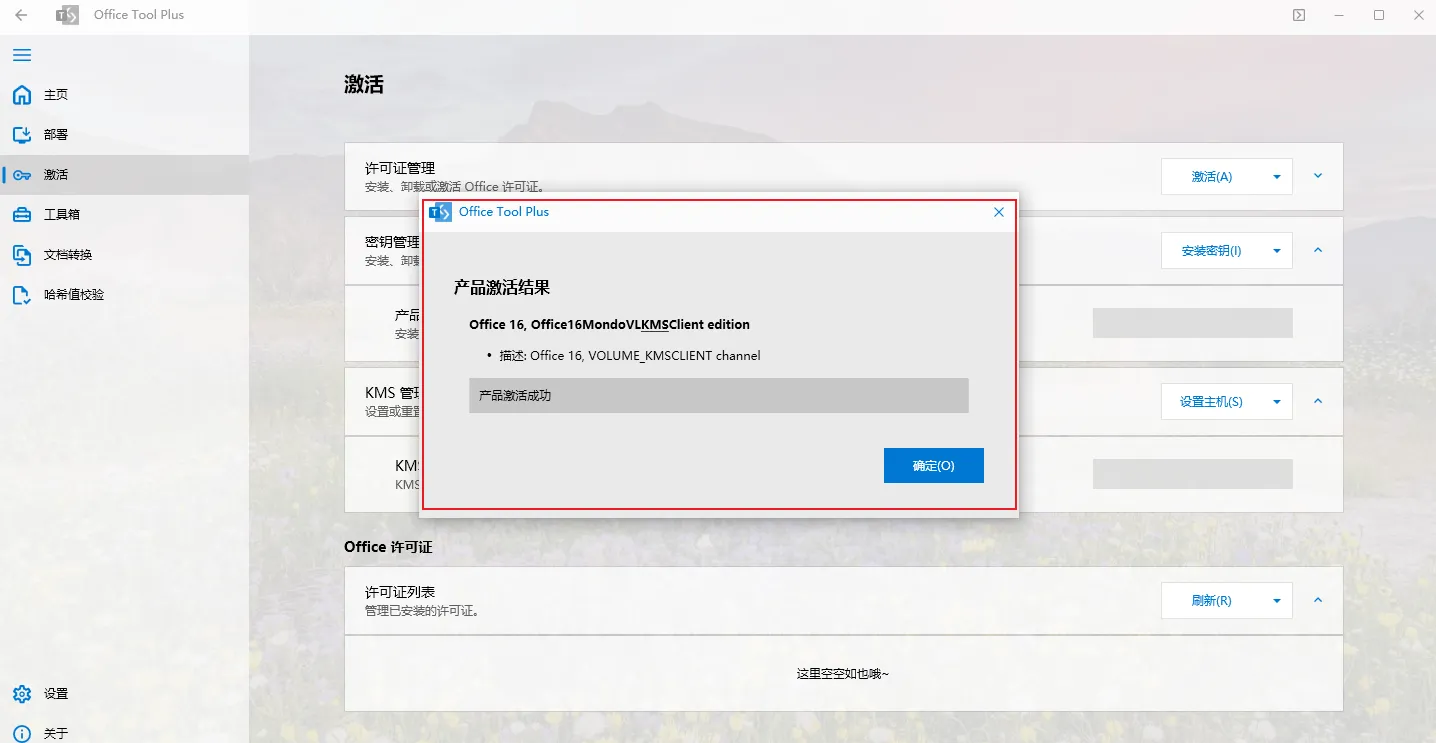 Office Tool Plus
主页
部署
激活
工具箱
文档转换
哈希值校验
设置
关于
激活
许可证管理
安装、卸载或激活 Office 许可证。
激活(A)
密钥管理
安装、卸
安装密钥(I)
产品
安装
KMS 管理
设置或重置
设置主机(S)
KMS
KMS
Office Tool Plus
产品激活结果
Office 16, Office16MondoVLKMSClient edition
• 描述: Office 16, VOLUME_KMSCLIENT channel
产品激活成功
确定(O)
Office 许可证
许可证列表
管理已安装的许可证。
刷新(R)
这里空空如也哦~